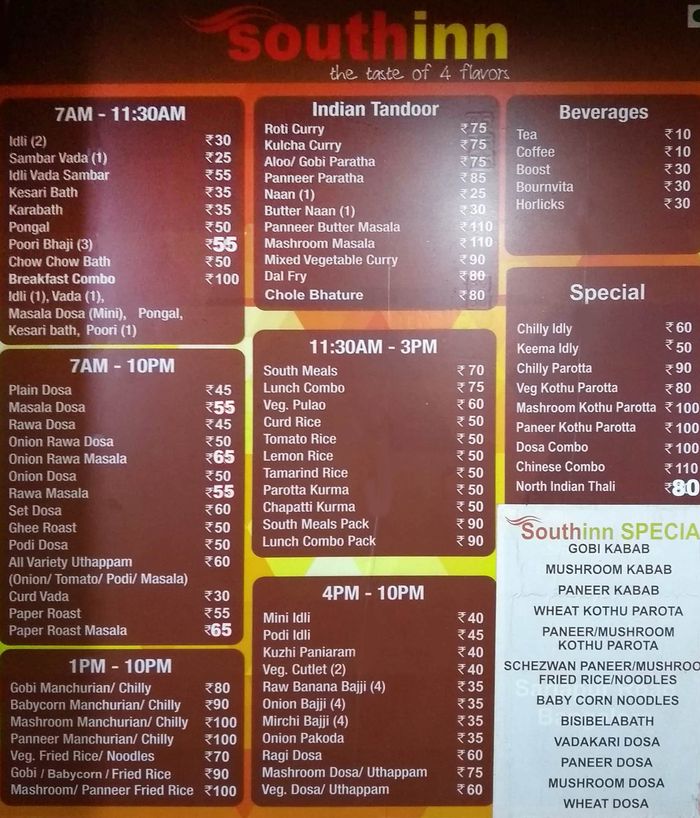 southinn
the taste of 4 flavors
7AM - 11:30AM
Idli (2) ₹30
Sambar Vada (1) ₹25
Idli Vada Sambar ₹55
Kesari Bath ₹35
Karabath ₹35
Pongal ₹50
Poori Bhaji (3) ₹55
Chow Chow Bath ₹50
Breakfast Combo ₹100
Idli (1), Vada (1),
Masala Dosa (Mini), Pongal,
Kesari bath, Poori (1)
7AM - 10PM
Plain Dosa ₹45
Masala Dosa ₹55
Rawa Dosa ₹45
Onion Rawa Dosa ₹50
Onion Rawa Masala ₹65
Onion Dosa ₹50
Rawa Masala ₹55
Set Dosa ₹60
Ghee Roast ₹50
Podi Dosa ₹50
All Variety Uthappam ₹60
(Onion/ Tomato/ Podi/ Masala)
Curd Vada ₹30
Paper Roast ₹55
Paper Roast Masala ₹65
1PM - 10PM
Gobi Manchurian/ Chilly ₹80
Babycorn Manchurian/ Chilly ₹90
Mashroom Manchurian/ Chilly ₹100
Panneer Manchurian/ Chilly ₹100
Veg. Fried Rice/ Noodles ₹70
Gobi / Babycorn / Fried Rice ₹90
Mashroom/ Panneer Fried Rice ₹100
Indian Tandoor
Roti Curry ₹75
Kulcha Curry ₹75
Aloo/ Gobi Paratha ₹75
Panneer Paratha ₹85
Naan (1) ₹25
Butter Naan (1) ₹30
Panneer Butter Masala ₹110
Mashroom Masala ₹110
Mixed Vegetable Curry ₹90
Dal Fry ₹80
Chole Bhature ₹80
11:30AM - 3PM
South Meals ₹70
Lunch Combo ₹75
Veg. Pulao ₹60
Curd Rice ₹50
Tomato Rice ₹50
Lemon Rice ₹50
Tamarind Rice ₹50
Parotta Kurma ₹50
Chapatti Kurma ₹50
South Meals Pack ₹90
Lunch Combo Pack ₹90
4PM - 10PM
Mini Idli ₹40
Podi Idli ₹45
Kuzhi Paniaram ₹40
Veg. Cutlet (2) ₹40
Raw Banana Bajji (4) ₹35
Onion Bajji (4) ₹35
Mirchi Bajji (4) ₹35
Onion Pakoda ₹35
Ragi Dosa ₹60
Mashroom Dosa/ Uthappam ₹75
Veg. Dosa/ Uthappam ₹60
Beverages
Tea ₹10
Coffee ₹10
Boost ₹30
Bournvita ₹30
Horlicks ₹30
Special
Chilly Idly ₹60
Keema Idly ₹50
Chilly Parotta ₹90
Veg Kothu Parotta ₹80
Mashroom Kothu Parotta ₹100
Paneer Kothu Parotta ₹100
Dosa Combo ₹100
Chinese Combo ₹110
North Indian Thali ₹80
Southinn SPECIA
GOBI KABAB
MUSHROOM KABAB
PANEER KABAB
WHEAT KOTHU PAROTA
PANEER/MUSHROOM
KOTHU PAROTA
SCHEZWAN PANEER/MUSHROO
FRIED RICE/NOODLES
BABY CORN NOODLES
BISIBELABATH
VADAKARI DOSA
PANEER DOSA
MUSHROOM DOSA
WHEAT DOSA